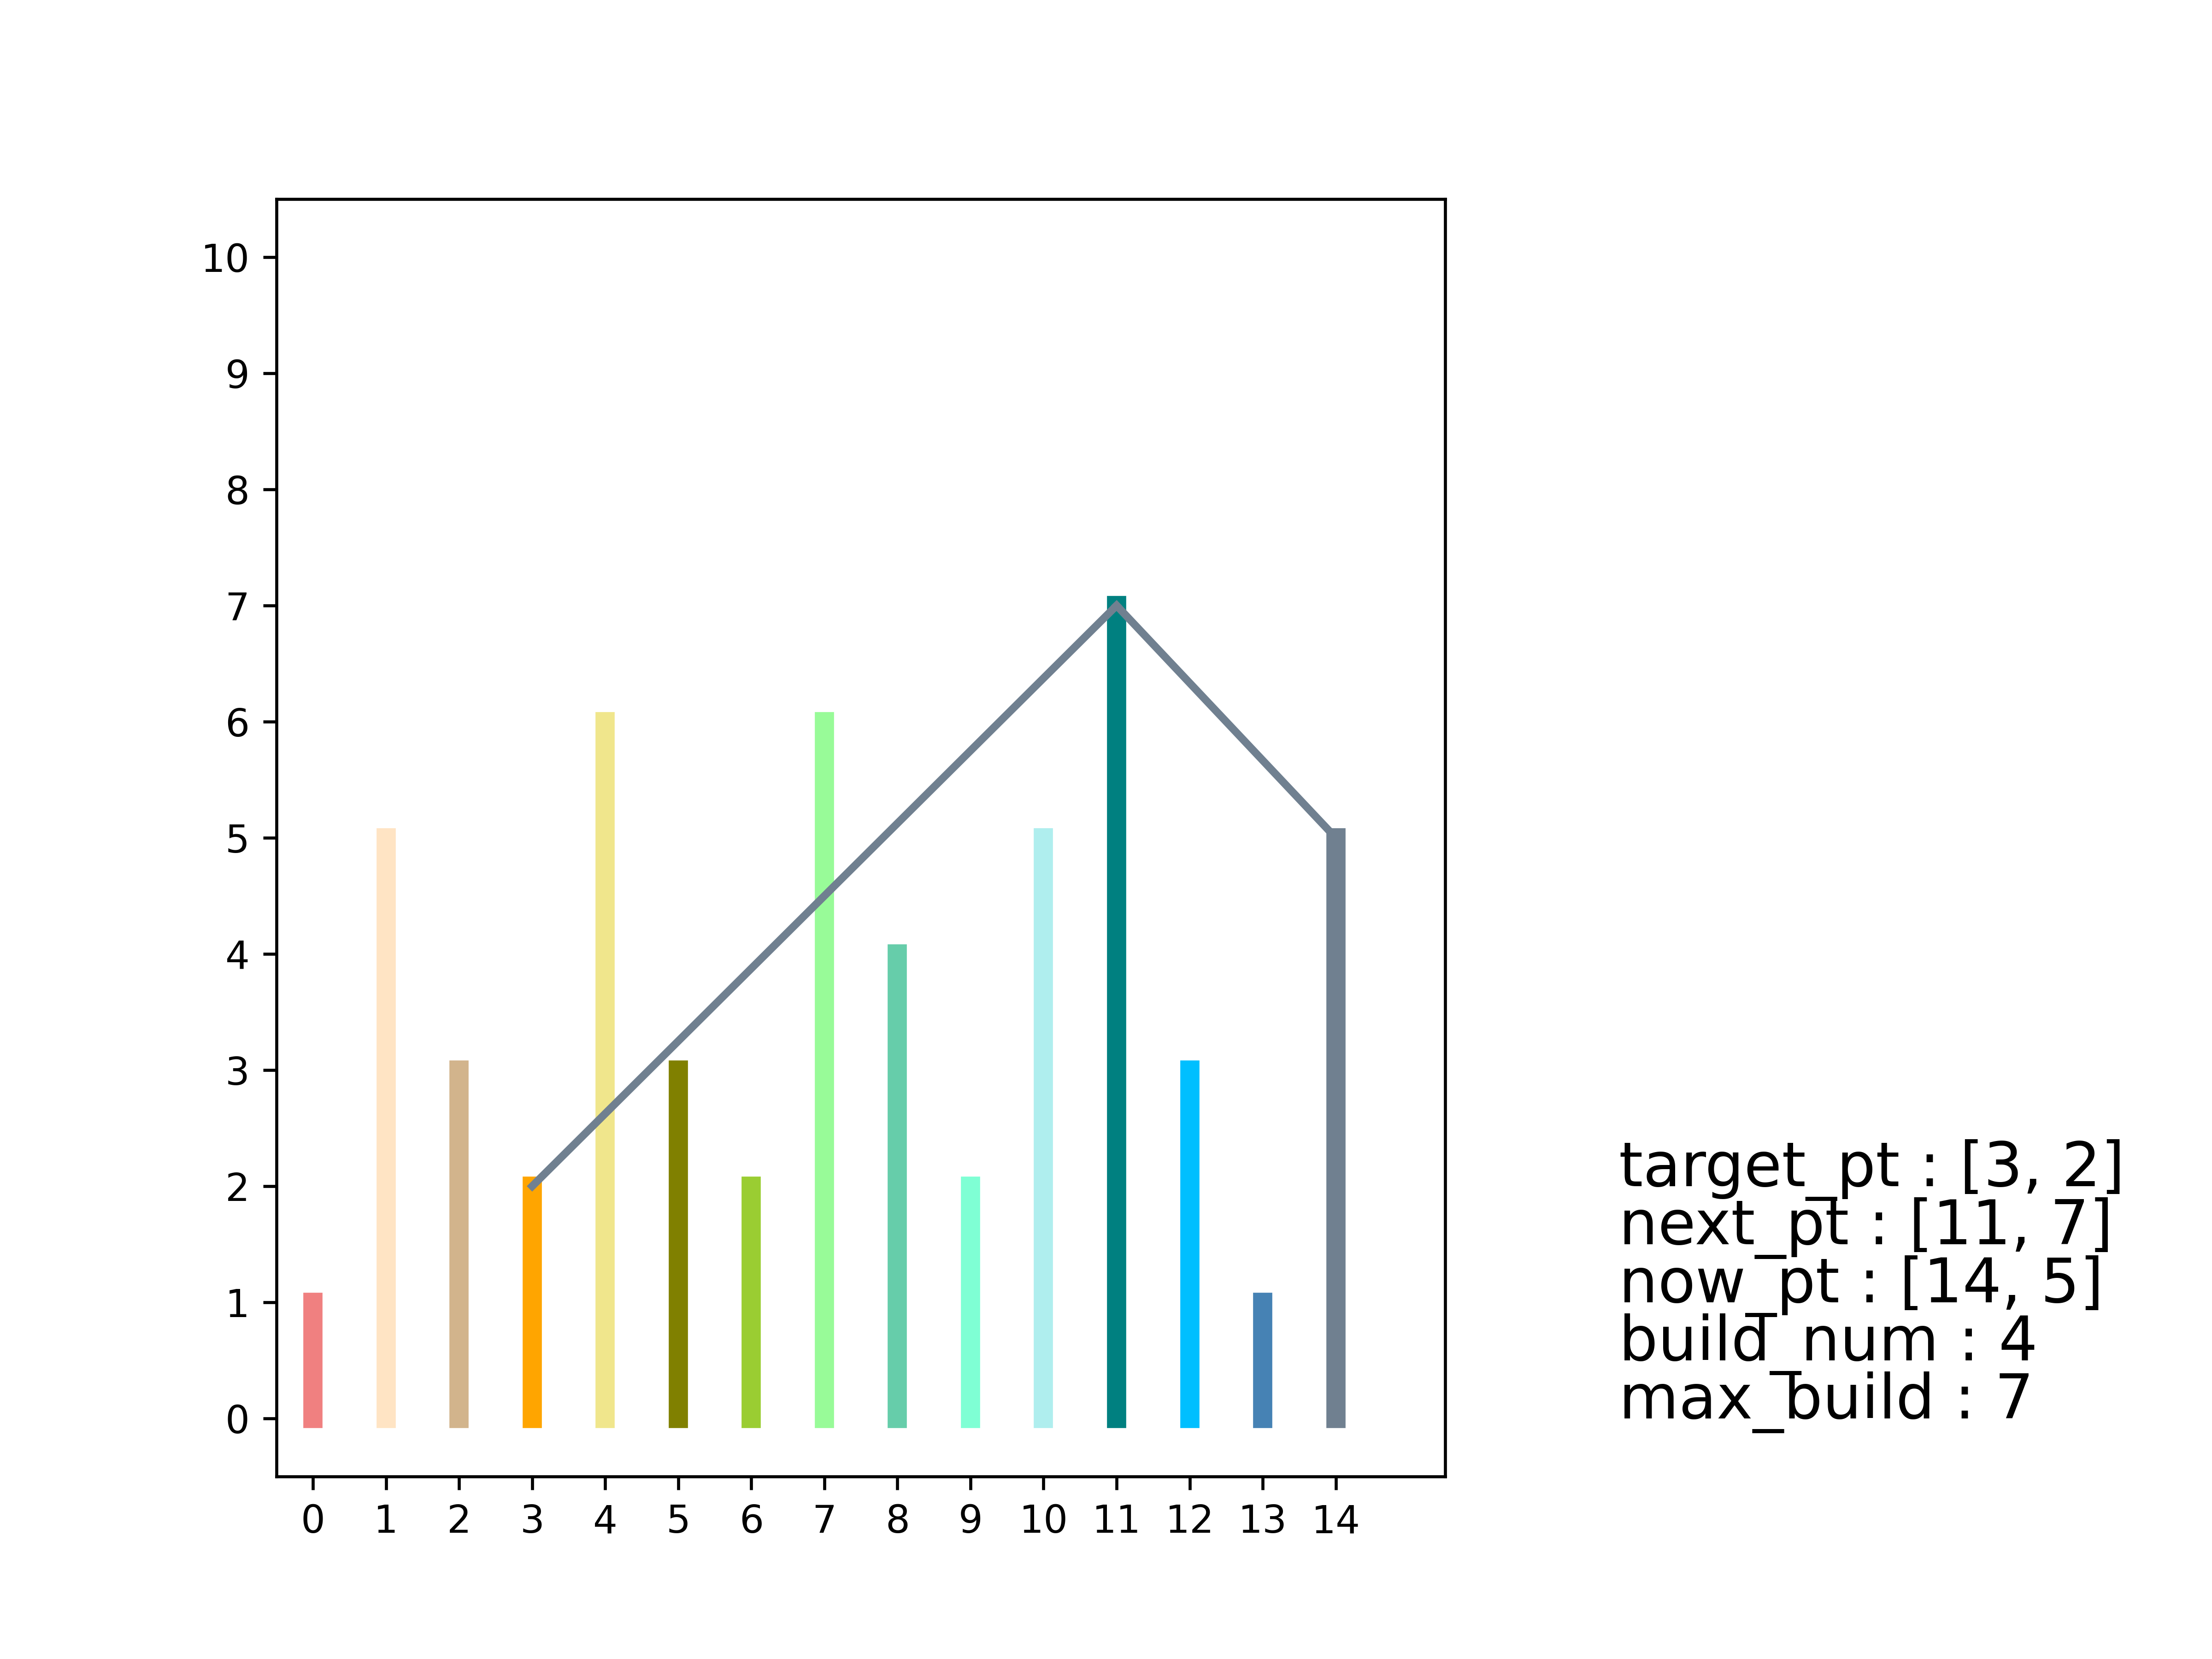 10
9
8
7
6
5
4
3
2
1
0
0 1 2 3 4 5 6 7 8 9 10 11 12 13 14
target_pt : [3, 2]
next_pt : [11, 7]
now_pt : [14, 5]
build_num : 4
max_build : 7